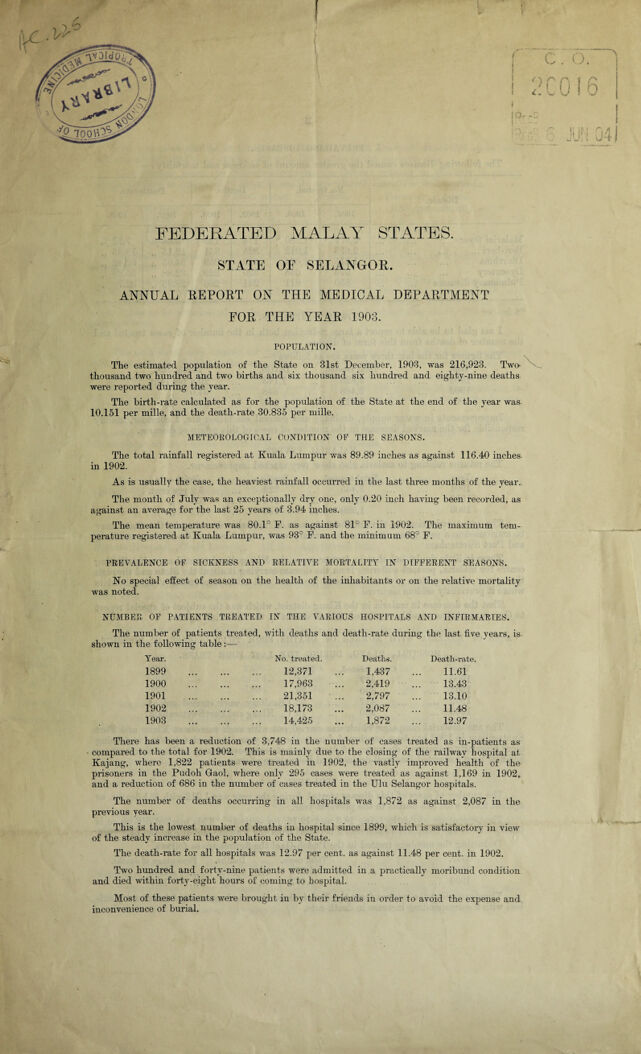 AC.226
LONDON SCHOOL OF
TROPICAL MEDICINE
LIBRARY
C. O.
20016
6 JUN 04
FEDERATED MALAY STATES.
STATE OF SELANGOR.
ANNUAL REPORT ON THE MEDICAL DEPARTMENT
FOR THE YEAR 1903.
POPULATION.
The estimated population of the State on 31st December, 1903, was 216,923. Two
thousand two hundred and two births and six thousand six hundred and eighty-nine deaths
were reported during the year.
The birth-rate calculated as for the population of the State at the end of the year was
10.151 per mille, and the death-rate 30.835 per mille.
METEOROLOGICAL CONDITION OF THE SEASONS.
The total rainfall registered at Kuala Lumpur was 89.89 inches as against 116.40 inches
in 1902.
As is usually the case, the heaviest rainfall occurred in the last three months of the year.
The month of July was an exceptionally dry one, only 0.20 inch having been recorded, as
against an average for the last 25 years of 3.94 inches.
The mean temperature was 80.1° F. as against 81° F. in 1902. The maximum tem-
perature registered at Kuala Lumpur, was 93° F. and the minimum 68° F.
PREVALENCE OF SICKNESS AND RELATIVE MORTALITY IN DIFFERENT SEASONS.
No special effect of season on the health of the inhabitants or on the relative mortality
was noted.
NUMBER OF PATIENTS TREATED IN THE VARIOUS HOSPITALS AND INFIRMARIES.
The number of patients treated, with deaths and death-rate during the last five years, is
shown in the following table :—
Year. No. treated. Deaths. Death-rate.
1899 ... ... ... 12,371 ... 1,437 ... 11.61
1900 ... ... ... 17,963 ... 2,419 ... 13.43
1901 ... ... ... 21,351 ... 2,797 ... 13.10
1902 ... ... ... 18,173 ... 2,087 ... 11.48
1903 ... ... ... 14,425 ... 1,872 ... 12.97
There has been a reduction of 3,748 in the number of cases treated as in-patients as
compared to the total for 1902. This is mainly due to the closing of the railway hospital at
Kajang, where 1,822 patients were treated in 1902, the vastly improved health of the
prisoners in the Pudoh Gaol, where only 295 cases were treated as against 1,169 in 1902,
and a reduction of 686 in the number of cases treated in the Ulu Selangor hospitals.
The number of deaths occurring in all hospitals was 1,872 as against 2,087 in the
previous year.
This is the lowest number of deaths in hospital since 1899, which is satisfactory in view
of the steady increase in the population of the State.
The death-rate for all hospitals was 12.97 per cent. as against 11.48 per cent. in 1902.
Two hundred and forty-nine patients were admitted in a practically moribund condition
and died within forty-eight hours of coming to hospital.
Most of these patients were brought in by their friends in order to avoid the expense and
inconvenience of burial.